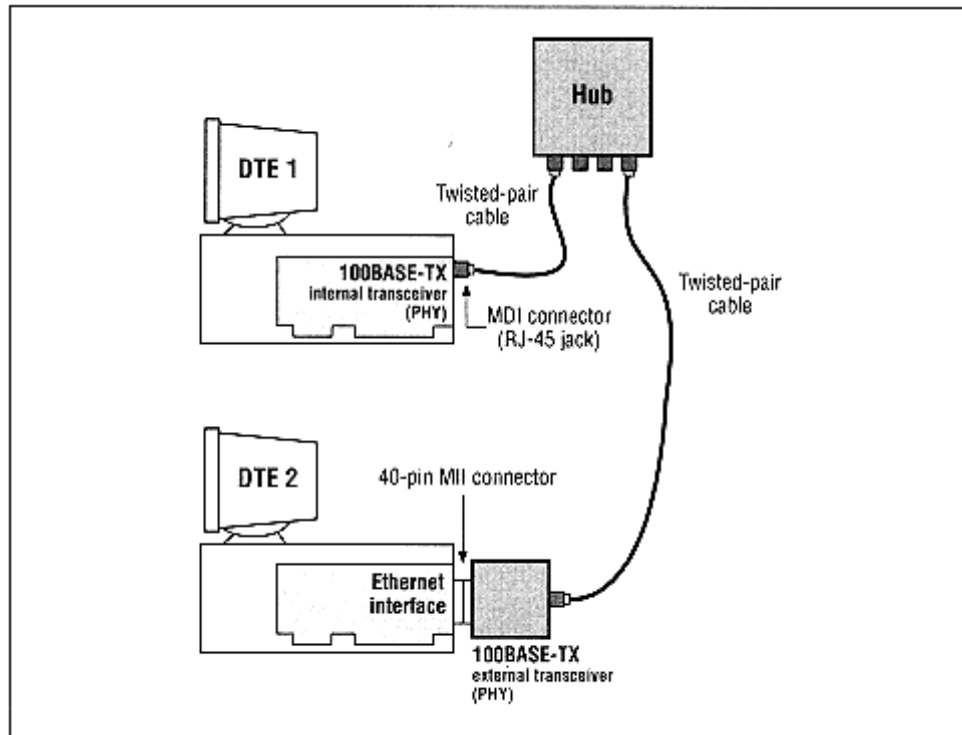 Hub
DTE 1
Twisted-pair
cable
100BASE-TX
internal transceiver
(PHY)
MDI connector
(RJ-45 jack)
Twisted-pair
cable
DTE 2
40-pin MII connector
Ethernet
interface
100BASE-TX
external transceiver
(PHY)